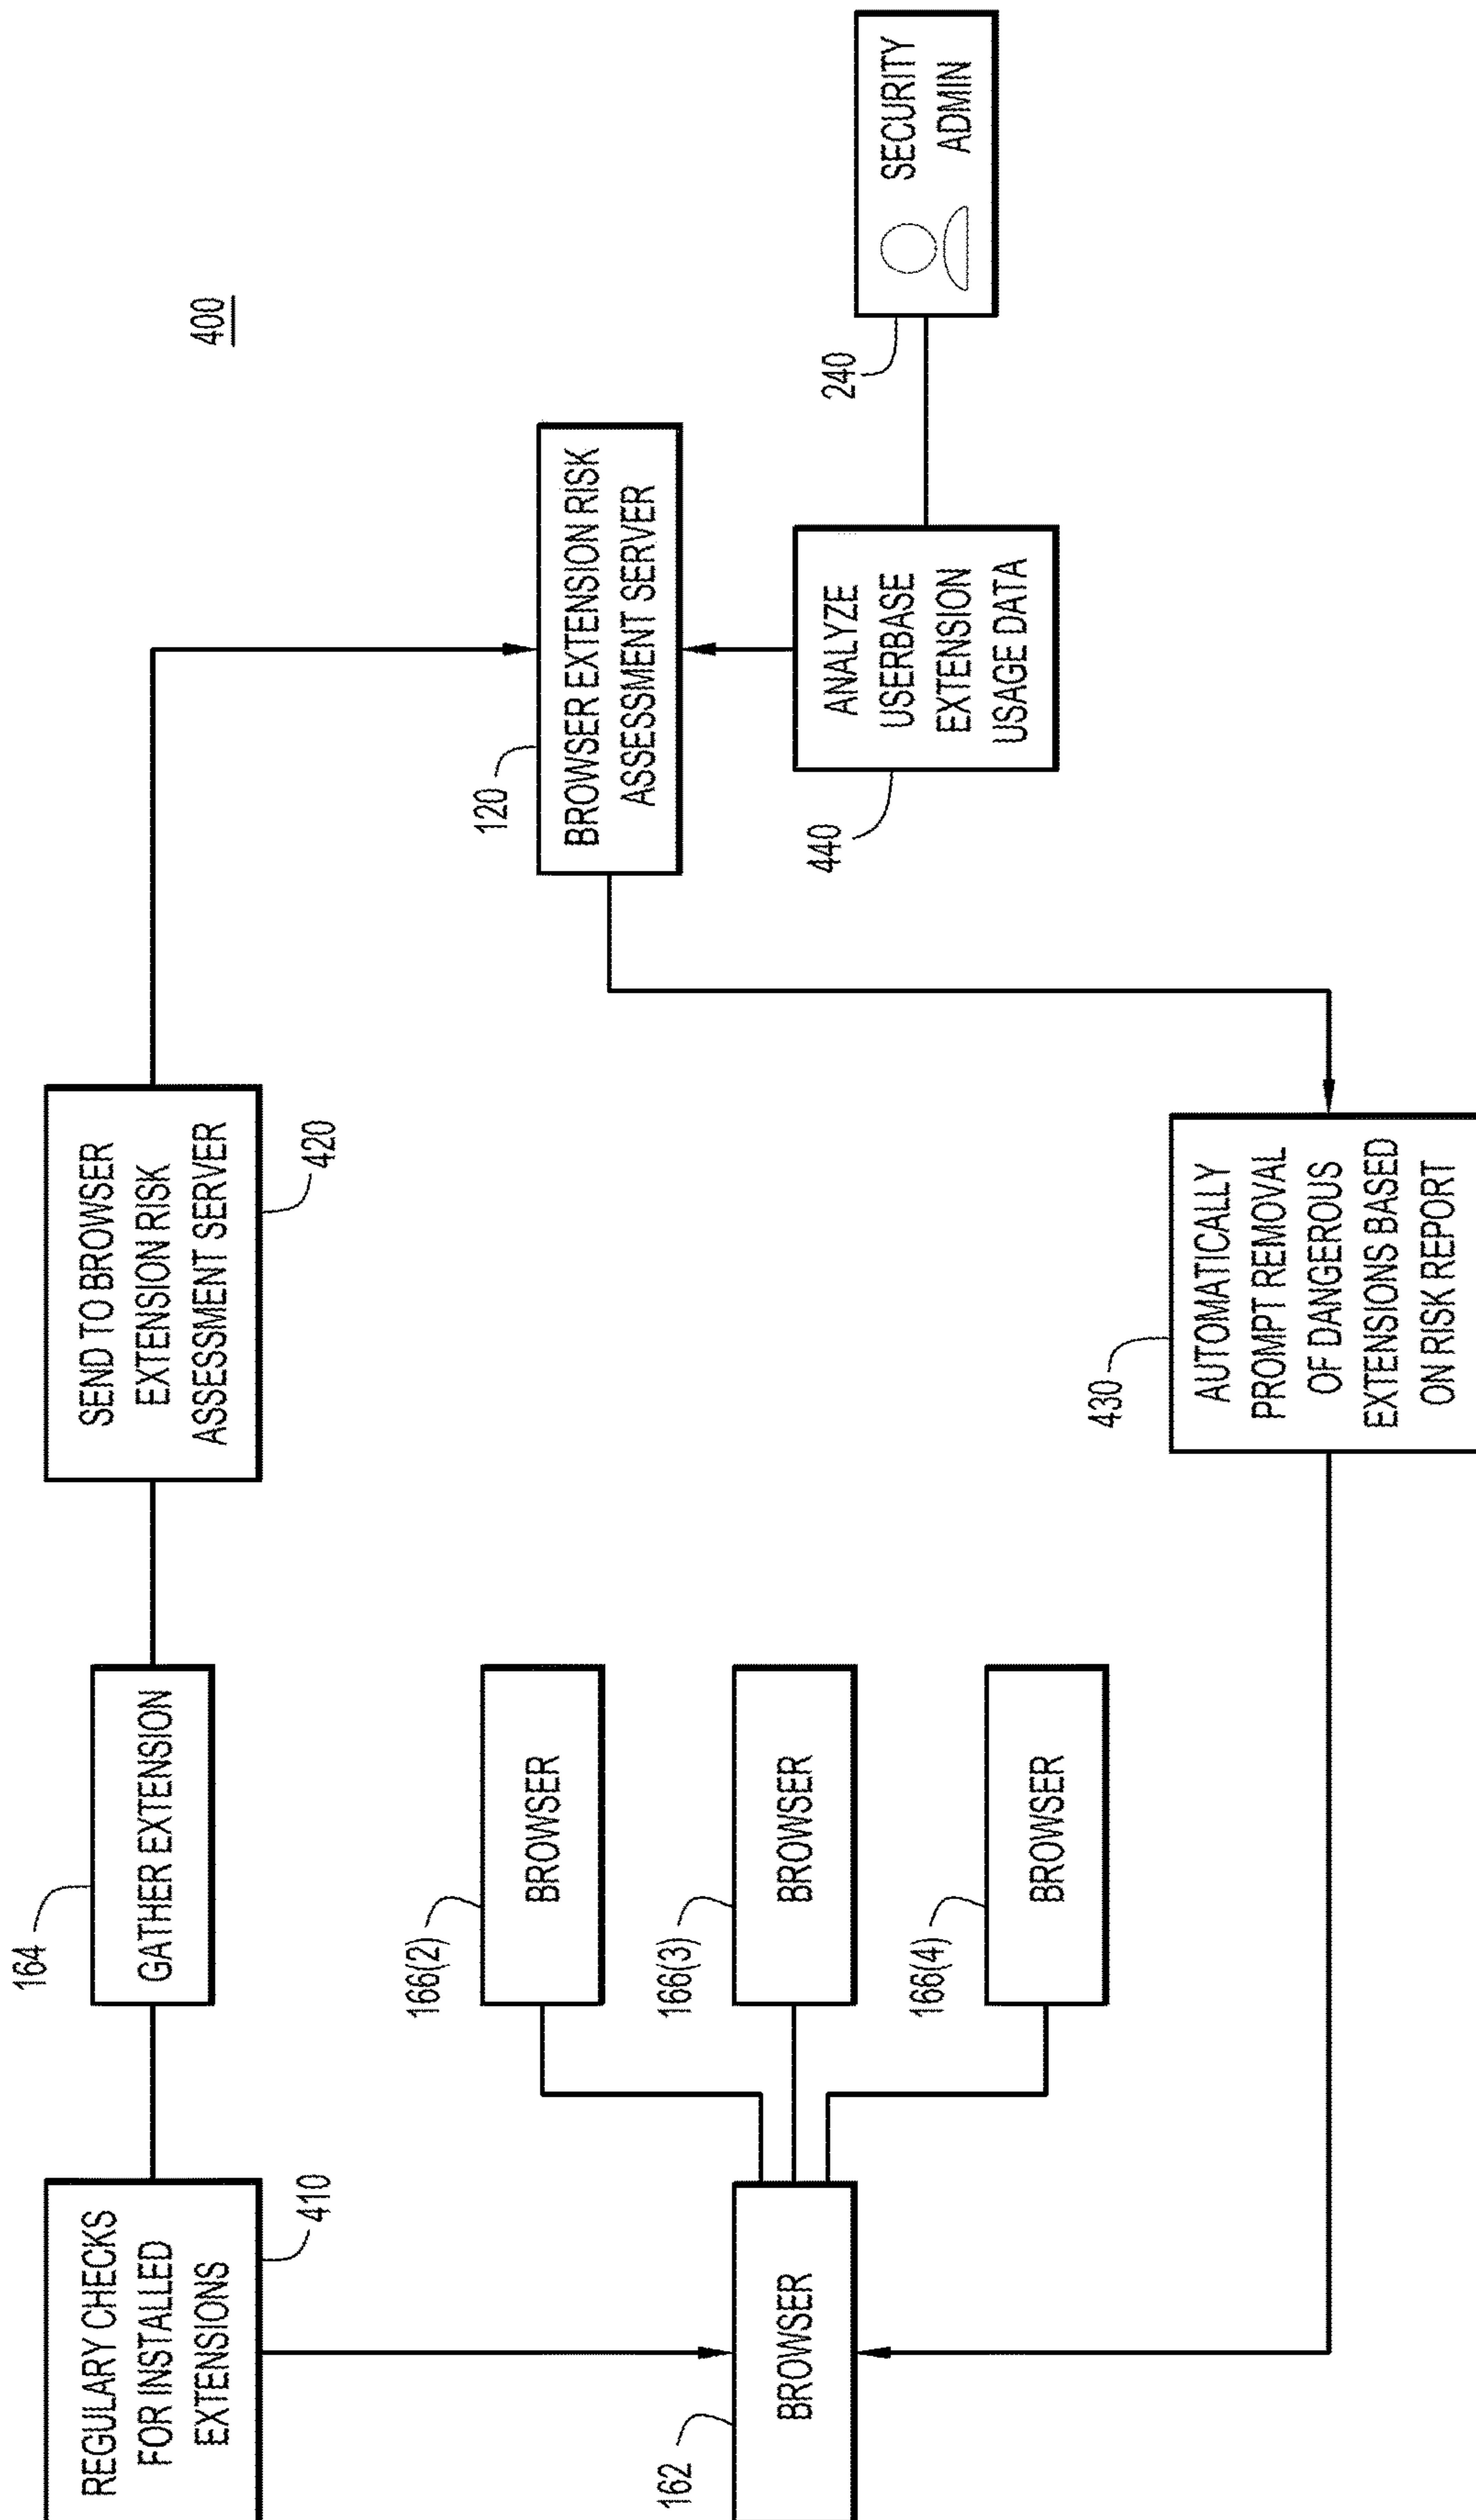 400
REGULARY CHECKS
FOR INSTALLED
EXTENSIONS
410
164
GATHER EXTENSION
SEND TO BROWSER
EXTENSION RISK
ASSESSMENT SERVER
420
120
BROWSER EXTENSION RISK
ASSESSMENT SERVER
166(2)
BROWSER
162
BROWSER
166(3)
BROWSER
166(4)
BROWSER
440
ANALYZE
USERBASE
EXTENSION
USAGE DATA
240
SECURITY
ADMIN
430
AUTOMATICALLY
PROMPT REMOVAL
OF DANGEROUS
EXTENSIONS BASED
ON RISK REPORT